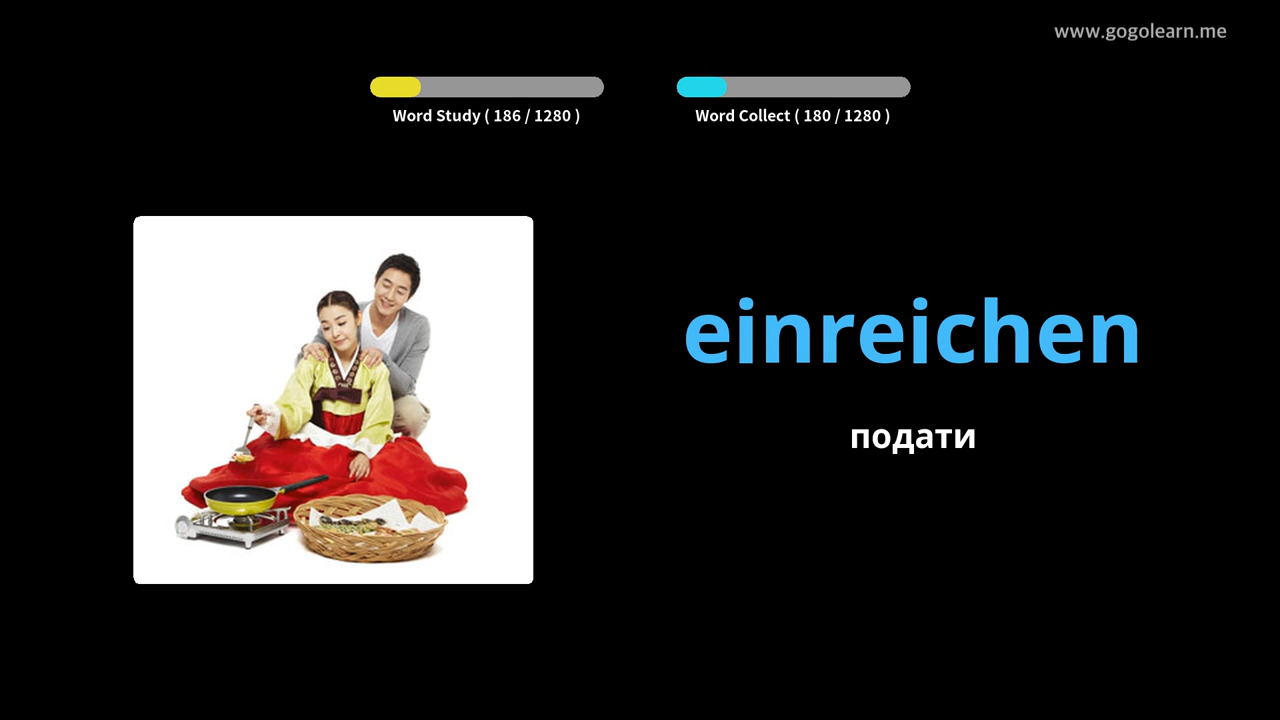 www.gogolearn.me
Word Study ( 186 / 1280 )
Word Collect ( 180 / 1280 )
einreichen
подати